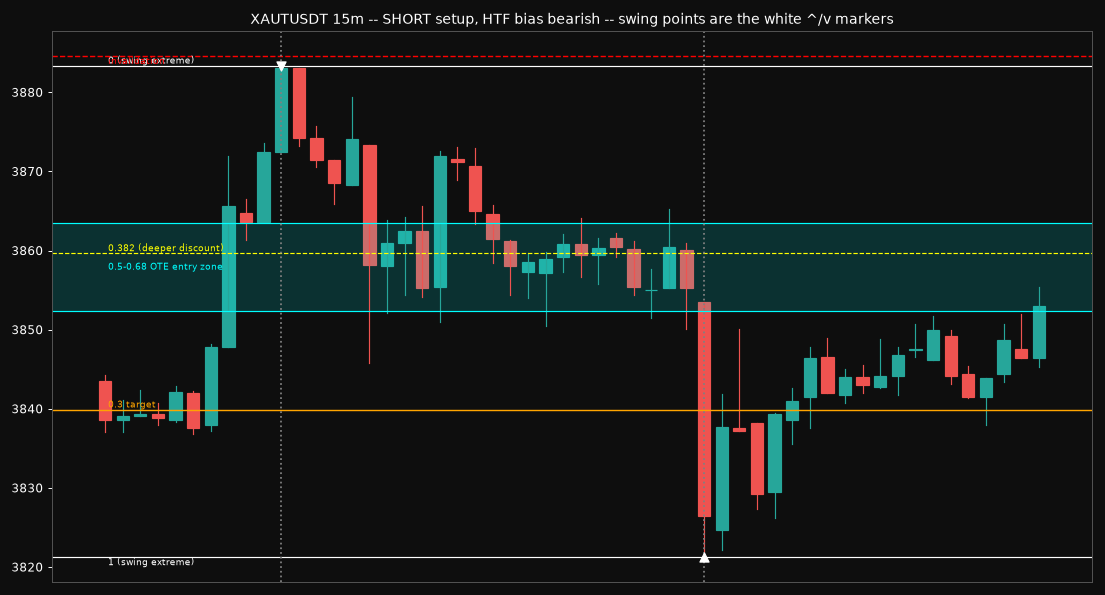 XAUTUSDT 15m -- SHORT setup, HTF bias bearish -- swing points are the white ^/v markers
0 (swing extreme)
3880
3870
3860
0.382 (deeper discount)
0.5-0.68 OTE entry zone
3850
3840
0.3 target
3830
3820
1 (swing extreme)